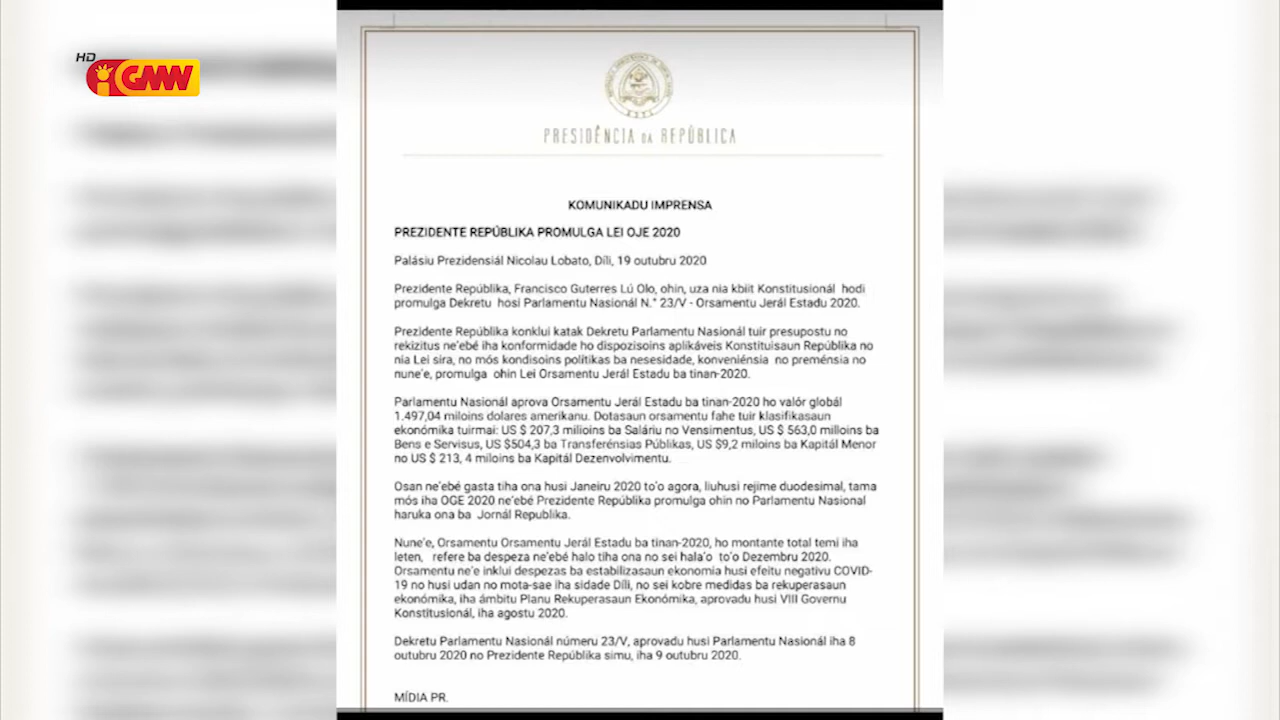 HD
GMN
PRESIDÊNCIA DA REPÚBLICA
KOMUNIKADU IMPRENSA
PREZIDENTE REPÚBLIKA PROMULGA LEI OJE 2020
Palásiu Prezidensiál Nicolau Lobato, Díli, 19 outubru 2020
Prezidente Repúblika, Francisco Guterres Lú Olo, ohin, uza nia kbiit Konstitusionál hodi
promulga Dekretu hosi Parlamentu Nasionál N.° 23/V - Orsamentu Jerál Estadu 2020.
Prezidente Repúblika konklui katak Dekretu Parlamentu Nasionál tuir presupostu no
rekizitus ne'ebé iha konformidade ho dispozisoins aplikáveis Konstituisaun Repúblika no
nia Lei sira, no mós kondisoins polítikas ba nesesidade, konveniénsia no preménsia no
nune'e, promulga ohin Lei Orsamentu Jerál Estadu ba tinan-2020.
Parlamentu Nasionál aprova Orsamentu Jerál Estadu ba tinan-2020 ho valór globál
1.497,04 miloins dolares amerikanu. Dotasaun orsamentu fahe tuir klasifikasaun
ekonómika tuirmai: US $ 207,3 milioins ba Saláriu no Vensimentus, US $ 563,0 milloins ba
Bens e Servisus, US $504,3 ba Transferénsias Públikas, US $9,2 miloins ba Kapitál Menor
no US $ 213, 4 miloins ba Kapitál Dezenvolvimentu.
Osan ne'ebé gasta tiha ona husi Janeiru 2020 to'o agora, liuhusi rejime duodesimal, tama
mós iha OGE 2020 ne'ebé Prezidente Repúblika promulga ohin no Parlamentu Nasional
haruka ona ba Jornál Republika.
Nune'e, Orsamentu Orsamentu Jerál Estadu ba tinan-2020, ho montante total temi iha
leten, refere ba despeza ne'ebé halo tiha ona no sei hala'o to'o Dezembru 2020.
Orsamentu ne'e inklui despezas ba estabilizasaun ekonomia husi efeitu negativu COVID-
19 no husi udan no mota-sae iha sidade Díli, no sei kobre medidas ba rekuperasaun
ekonómika, iha ámbitu Planu Rekuperasaun Ekonómika, aprovadu husi VIII Governu
Konstitusionál, iha agostu 2020.
Dekretu Parlamentu Nasionál númeru 23/V, aprovadu husi Parlamentu Nasionál iha 8
outubru 2020 no Prezidente Repúblika simu, iha 9 outubru 2020.
MÍDIA PR.